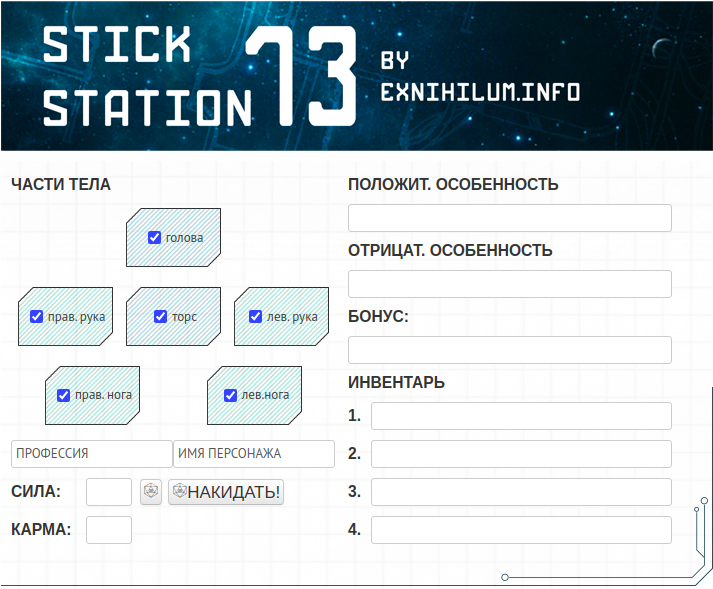 STICK
STATION 13
BY
EXNIHILUM.INFO
ЧАСТИ ТЕЛА
голова
прав. рука
торс
лев. рука
прав. нога
лев.нога
ПРОФЕССИЯ
ИМЯ ПЕРСОНАЖА
СИЛА:
НАКИДАТЬ!
КАРМА:
ПОЛОЖИТ. ОСОБЕННОСТЬ
ОТРИЦАТ. ОСОБЕННОСТЬ
БОНУС:
ИНВЕНТАРЬ
1.
2.
3.
4.